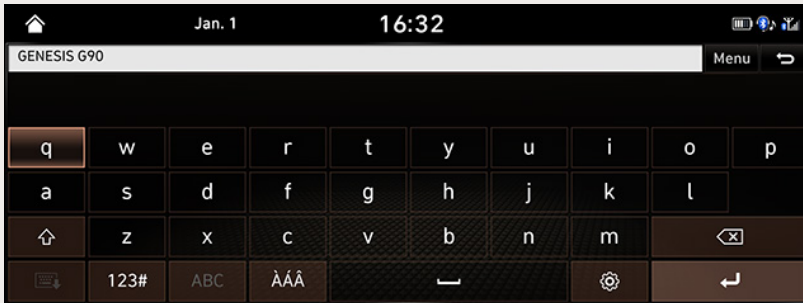 Jan. 1 16:32
GENESIS G90 Menu
q w e r t y u i o p
a s d f g h j k l
z x c v b n m
123# ABC ÀÁÂ